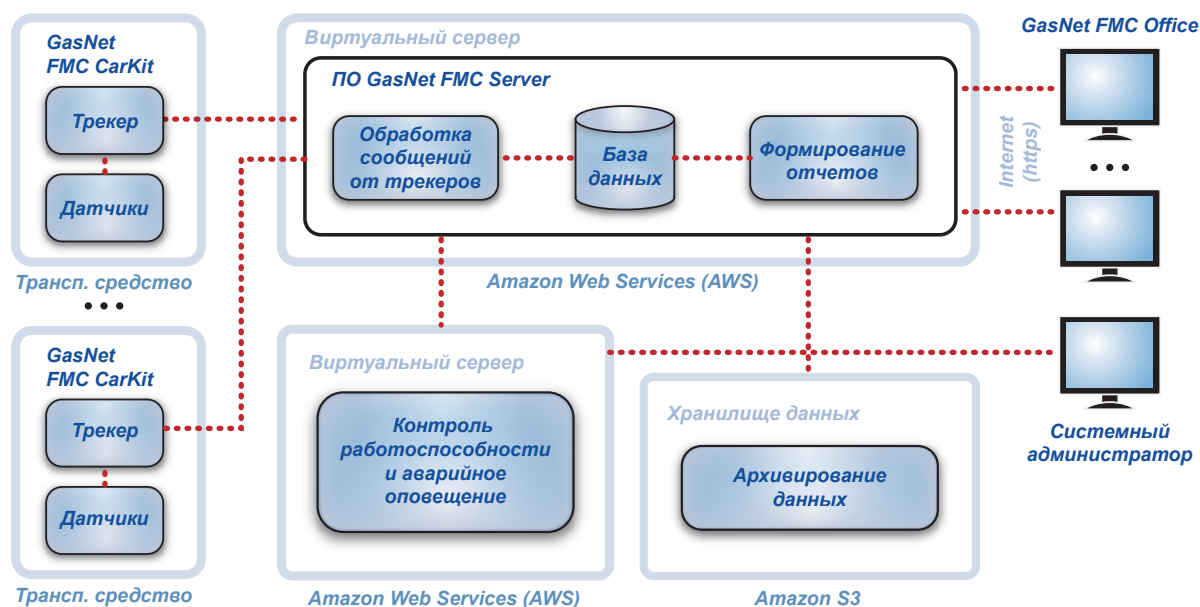 GasNet
FMC CarKit
Трекер
Датчики
Трансп. средство
GasNet
FMC CarKit
Трекер
Датчики
Трансп. средство
Виртуальный сервер
ПО GasNet FMC Server
Обработка
сообщений
от трекеров
База
данных
Формирование
отчетов
Amazon Web Services (AWS)
Виртуальный сервер
Контроль
работоспособности
и аварийное
оповещение
Amazon Web Services (AWS)
Хранилище данных
Архивирование
данных
Amazon S3
GasNet FMC Office
Internet
(https)
Системный
администратор